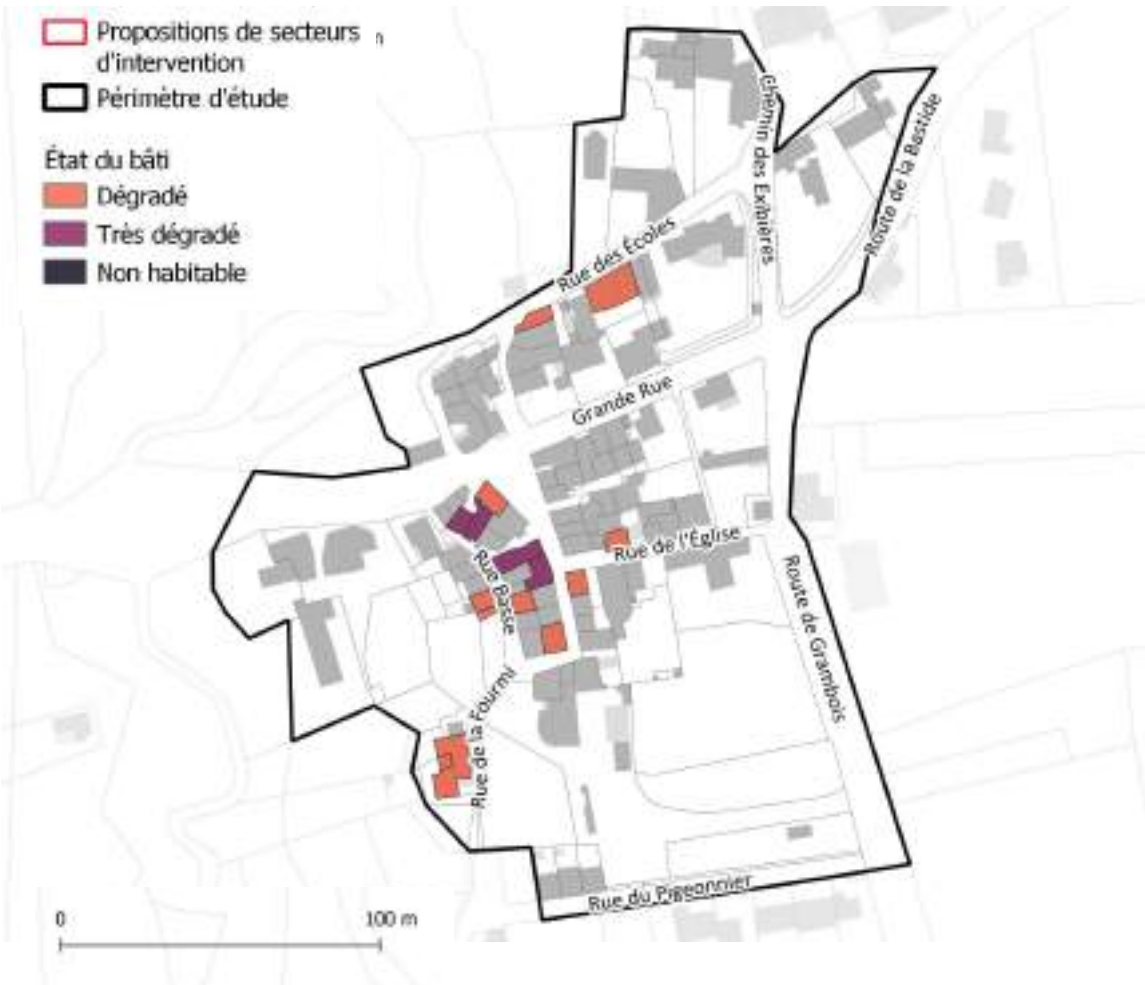 Propositions de secteurs
d'intervention
Périmètre d'étude
État du bâti
Dégradé
Très dégradé
Non habitable
Chemin des Exibières
Route de la Bastide
Rue des Écoles
Grande Rue
Rue de l'Église
Rue Basse
Route de Grambois
Rue de la Fourmi
Rue du Pigeonnier
0 100 m